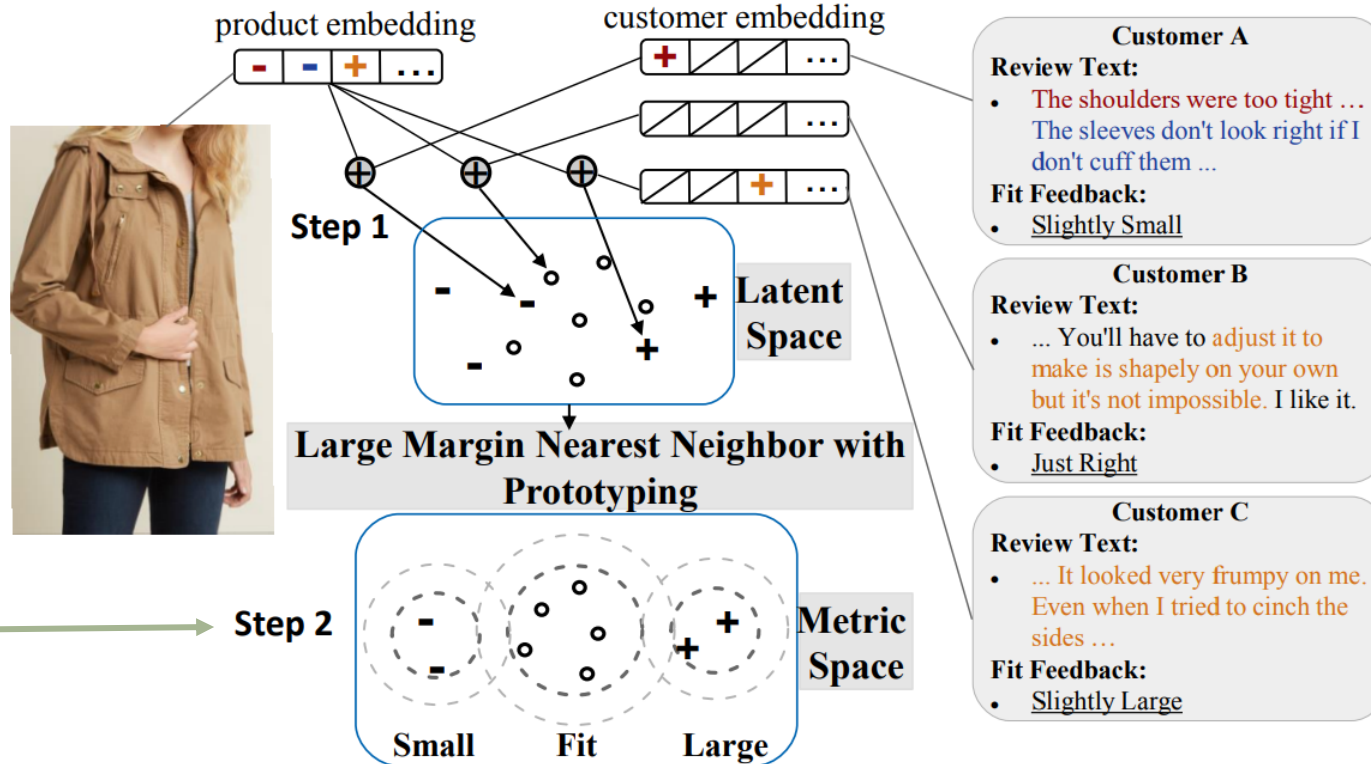 product embedding
customer embedding
- - + ...
+ ...
...
+ ...
Step 1
- - - + +
Latent
Space
Large Margin Nearest Neighbor with
Prototyping
Step 2
- - + +
Metric
Space
Small Fit Large
Customer A
Review Text:
• The shoulders were too tight …
The sleeves don't look right if I
don't cuff them ...
Fit Feedback:
• Slightly Small
Customer B
Review Text:
• ... You'll have to adjust it to
make is shapely on your own
but it's not impossible. I like it.
Fit Feedback:
• Just Right
Customer C
Review Text:
• ... It looked very frumpy on me.
Even when I tried to cinch the
sides …
Fit Feedback:
• Slightly Large